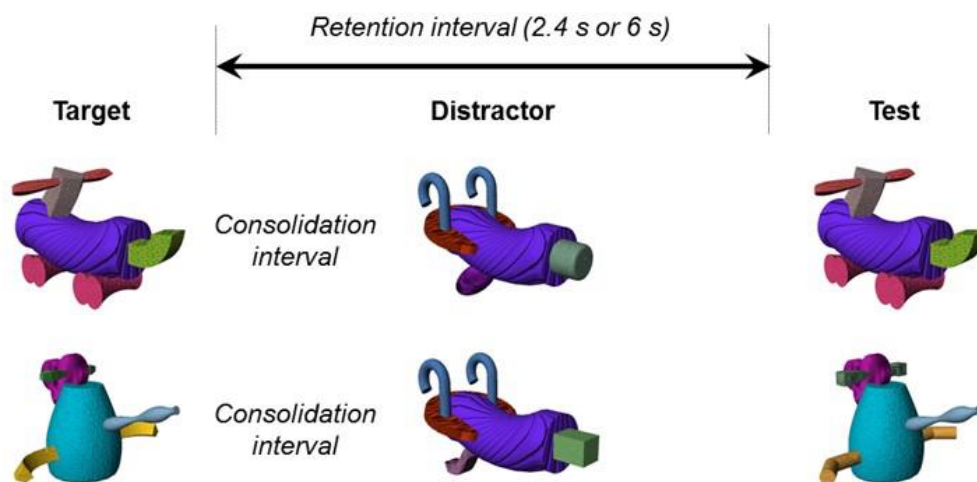 Retention interval (2.4 s or 6 s)
Target
Distractor
Test
Consolidation
interval
Consolidation
interval